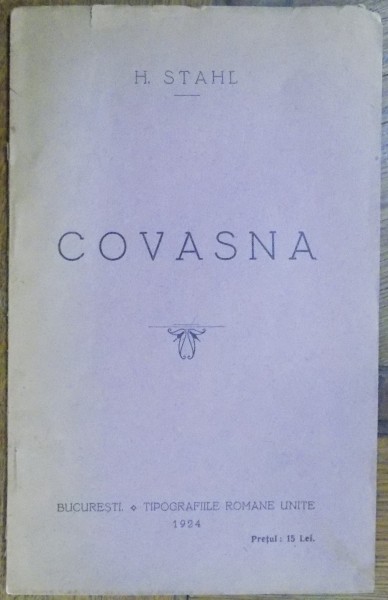 H. STAHL
COVASNA
BUCUREȘTI. ❖ TIPOGRAFIILE ROMANE UNITE
1924
Prețul : 15 Lei.